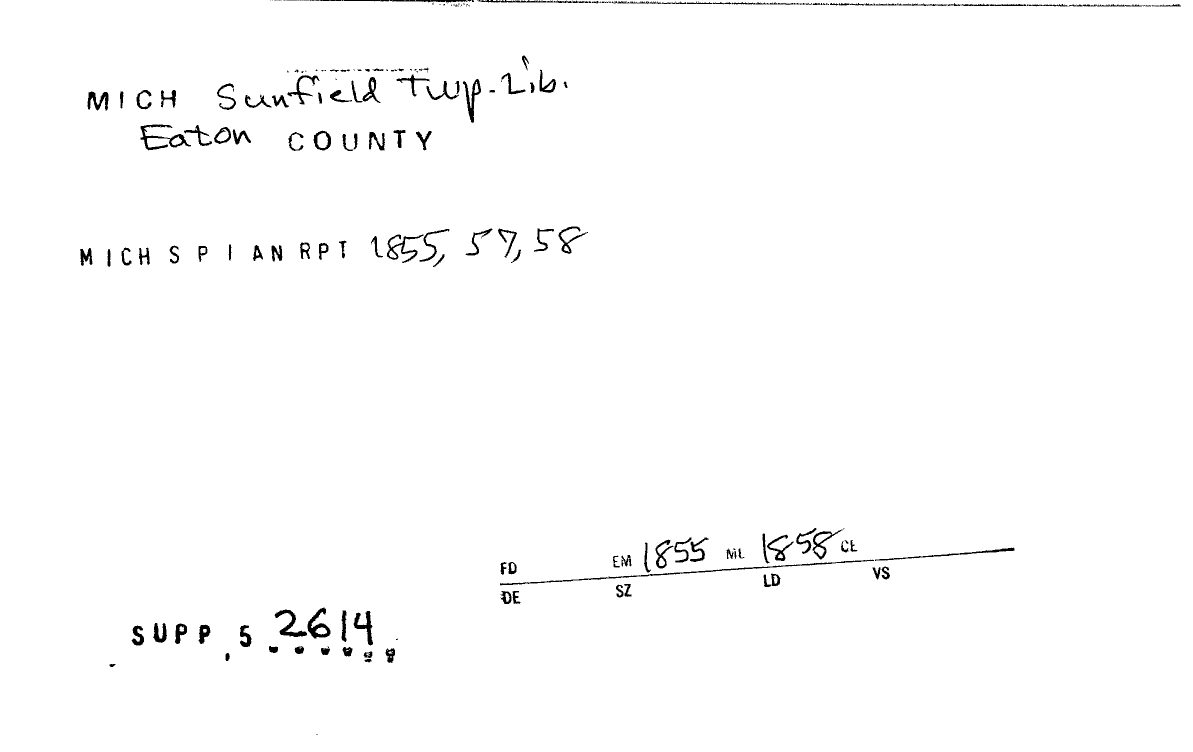 MICH Sunfield Twp. Lib.
Eaton COUNTY
MICH S P I AN RPT 1855, 57, 58
FD EM 1855 ML 1858 CE
DE SZ LD VS
SUPP, 5 2614